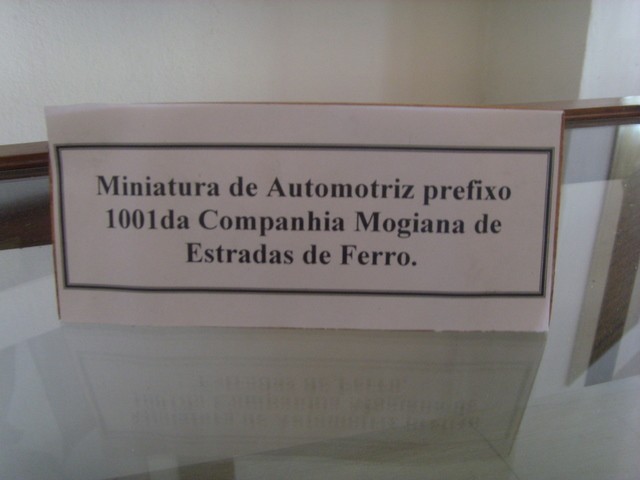 Miniatura de Automotriz prefixo
1001da Companhia Mogiana de
Estradas de Ferro.